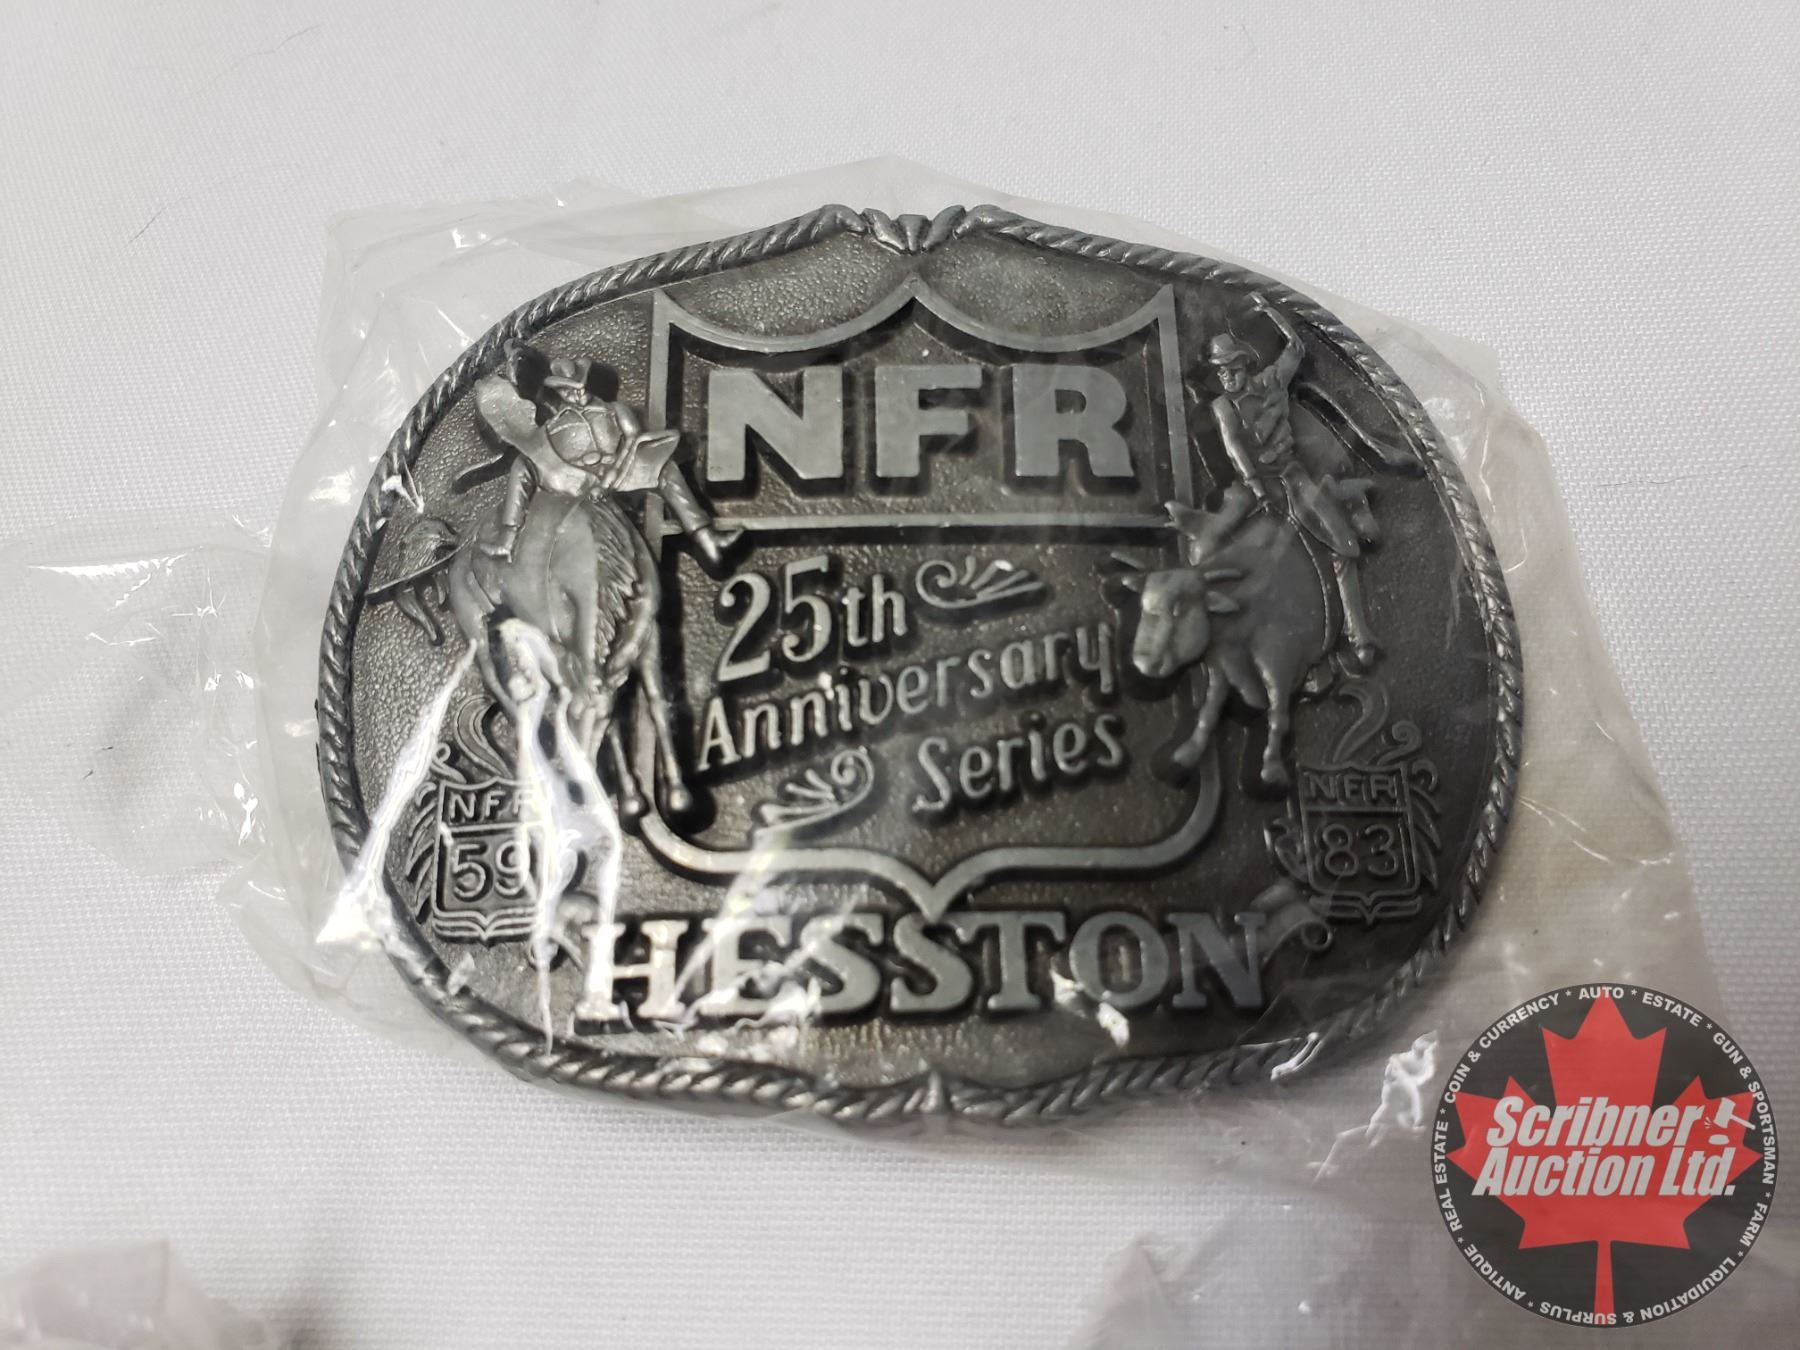 NFR
25th
Anniversary
Series
NFR
59
NFR
83
HESSTON
Scribner
Auction Ltd.
REAL ESTATE * COIN & CURRENCY * AUTO * ESTATE * GUN & SPORTSMAN * FARM * LIQUIDATION & SURPLUS * ANTIQUE *